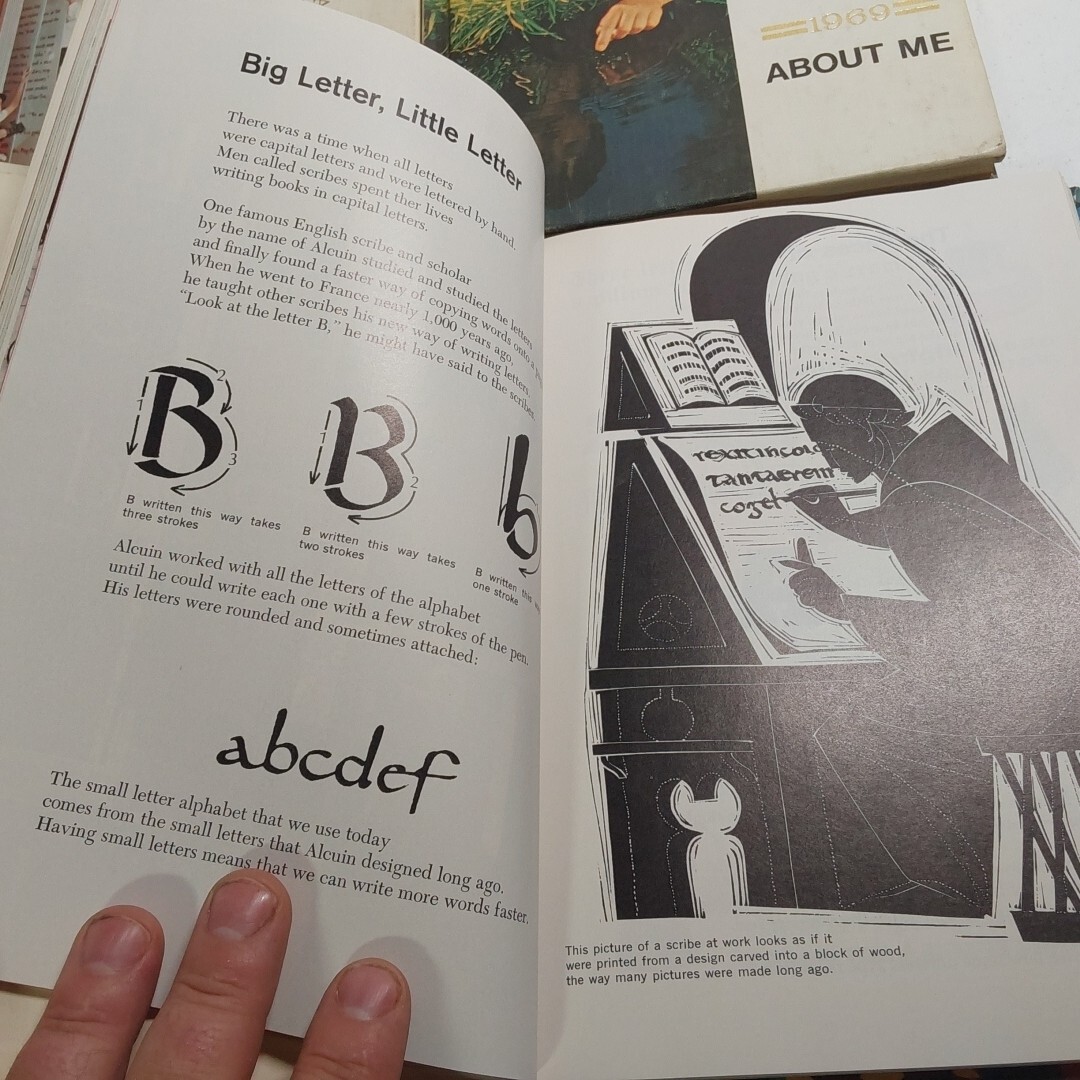 1969
ABOUT ME
Big Letter, Little Letter
There was a time when all letters
were capital letters and were lettered by hand.
Men called scribes spent ther lives
writing books in capital letters.
One famous English scribe and scholar
by the name of Alcuin studied and studied the letters
and finally found a faster way of copying words onto a
When he went to France nearly 1,000 years ago,
he taught other scribes his new way of writing letters.
“Look at the letter B,” he might have said to the scribes.
B
1
2
3
B
1
2
b
B written this way takes
three strokes
B written this way takes
two strokes
B written this
one stroke
Alcuin worked with all the letters of the alphabet
until he could write each one with a few strokes of the pen.
His letters were rounded and sometimes attached:
abcdef
The small letter alphabet that we use today
comes from the small letters that Alcuin designed long ago.
Having small letters means that we can write more words faster.
This picture of a scribe at work looks as if it
were printed from a design carved into a block of wood,
the way many pictures were made long ago.